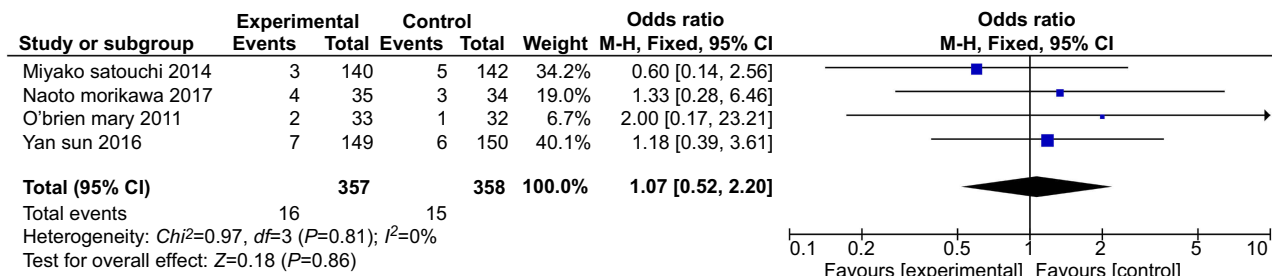 Experimental Control Odds ratio Odds ratio
Study or subgroup Events Total Events Total Weight M-H, Fixed, 95% CI M-H, Fixed, 95% CI
Miyako satouchi 2014 3 140 5 142 34.2% 0.60 [0.14, 2.56]
Naoto morikawa 2017 4 35 3 34 19.0% 1.33 [0.28, 6.46]
O'brien mary 2011 2 33 1 32 6.7% 2.00 [0.17, 23.21]
Yan sun 2016 7 149 6 150 40.1% 1.18 [0.39, 3.61]
Total (95% CI) 357 358 100.0% 1.07 [0.52, 2.20]
Total events 16 15
Heterogeneity: Chi²=0.97, df=3 (P=0.81); I²=0%
Test for overall effect: Z=0.18 (P=0.86)
0.1 0.2 0.5 1 2 5 10
Favours [experimental] Favours [control]